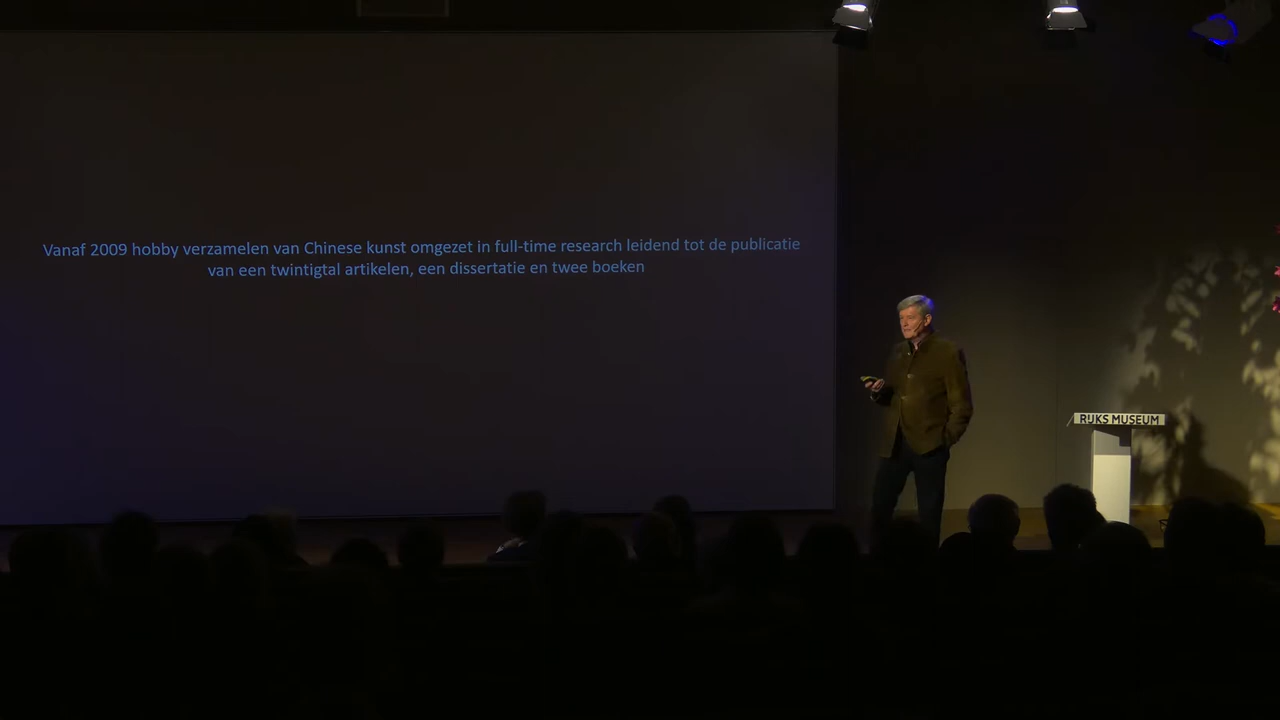 Vanaf 2009 hobby verzamelen van Chinese kunst omgezet in full-time research leidend tot de publicatie
van een twintigtal artikelen, een dissertatie en twee boeken
RIJKS MUSEUM